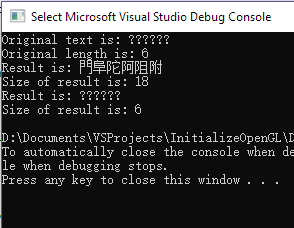 Select Microsoft Visual Studio Debug Console
Original text is: ??????
Original length is: 6
Result is: 門阜陀阿阻附
Size of result is: 18
Result is: ??????
Size of result is: 6
D:\Documents\VSProjects\InitializeOpenGL\D
To automatically close the console when de
le when debugging stops.
Press any key to close this window . . .